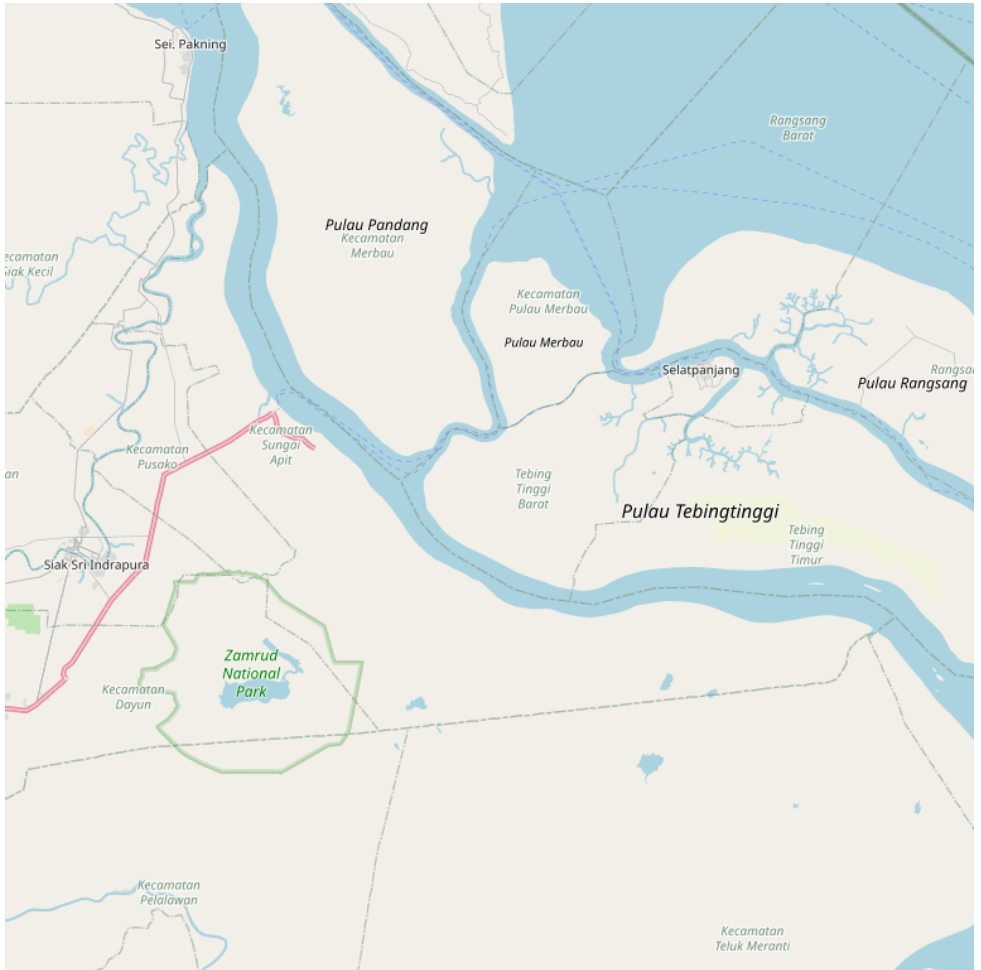 Sei. Pakning
Rangsang
Barat
Pulau Pandang
Kecamatan
Merbau
ecamatan
Siak Kecil
Kecamatan
Pulau Merbau
Pulau Merbau
Selatpanjang
Rangsa
Pulau Rangsang
Kecamatan
Sungai
Apit
Kecamatan
Pusako
an
Tebing
Tinggi
Barat
Pulau Tebingtinggi
Tebing
Tinggi
Timur
Siak Sri Indrapura
Zamrud
National
Park
Kecamatan
Dayun
Kecamatan
Pelalawan
Kecamatan
Teluk Meranti